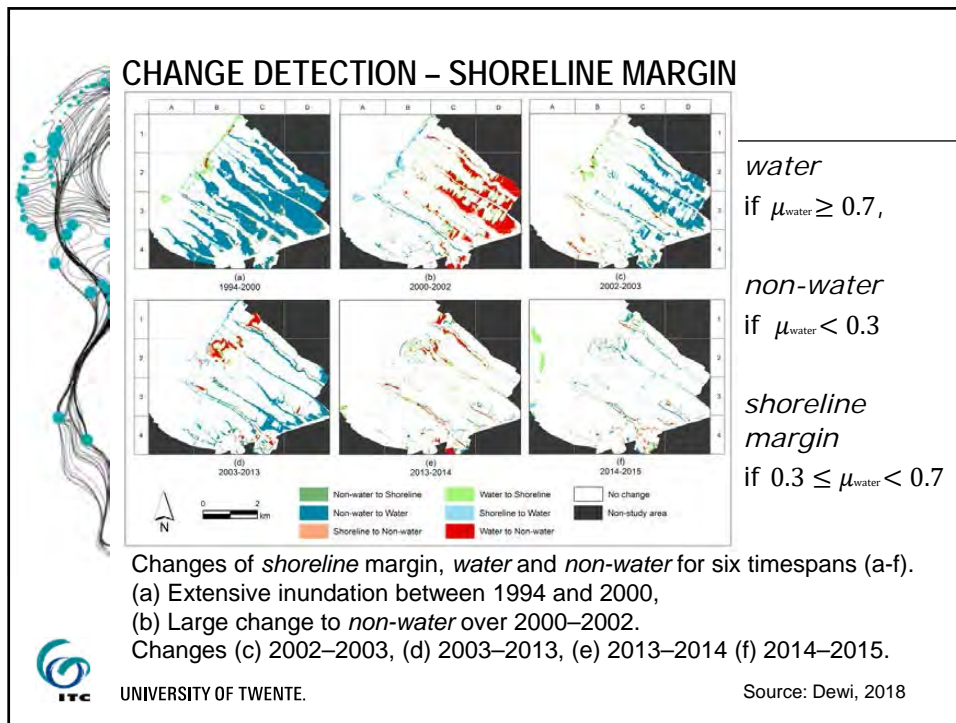 CHANGE DETECTION – SHORELINE MARGIN
A B C D
A B C D
A B C D
1
2
3
4
(a)
1994-2000
(b)
2000-2002
(c)
2002-2003
1
2
3
4
(d)
2003-2013
(e)
2013-2014
(f)
2014-2015
N
0 2
km
Non-water to Shoreline
Non-water to Water
Shoreline to Non-water
Water to Shoreline
Shoreline to Water
Water to Non-water
No change
Non-study area
water
if μwater ≥ 0.7,
non-water
if μwater < 0.3
shoreline
margin
if 0.3 ≤ μwater < 0.7
Changes of shoreline margin, water and non-water for six timespans (a-f).
(a) Extensive inundation between 1994 and 2000,
(b) Large change to non-water over 2000–2002.
Changes (c) 2002–2003, (d) 2003–2013, (e) 2013–2014 (f) 2014–2015.
ITC
UNIVERSITY OF TWENTE.
Source: Dewi, 2018